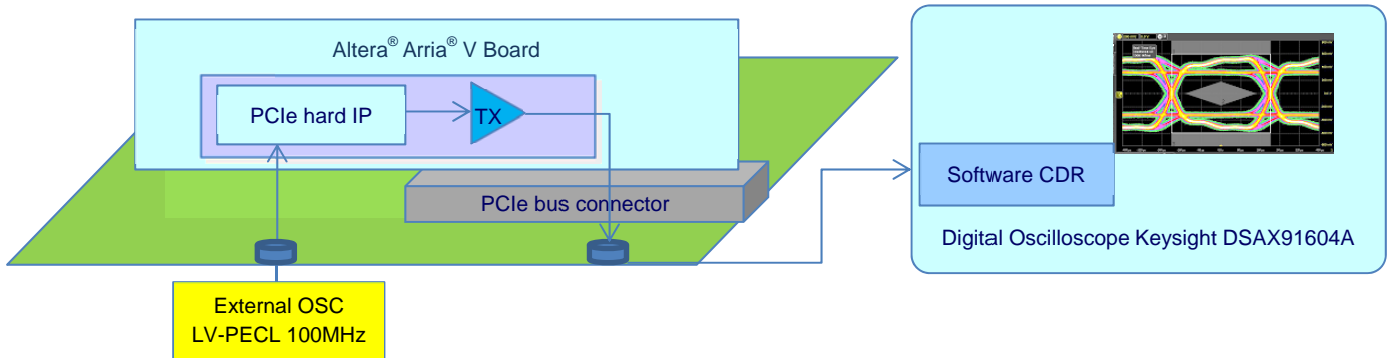 Altera® Arria® V Board
PCIe hard IP
TX
PCIe bus connector
External OSC
LV-PECL 100MHz
Software CDR
Digital Oscilloscope Keysight DSAX91604A